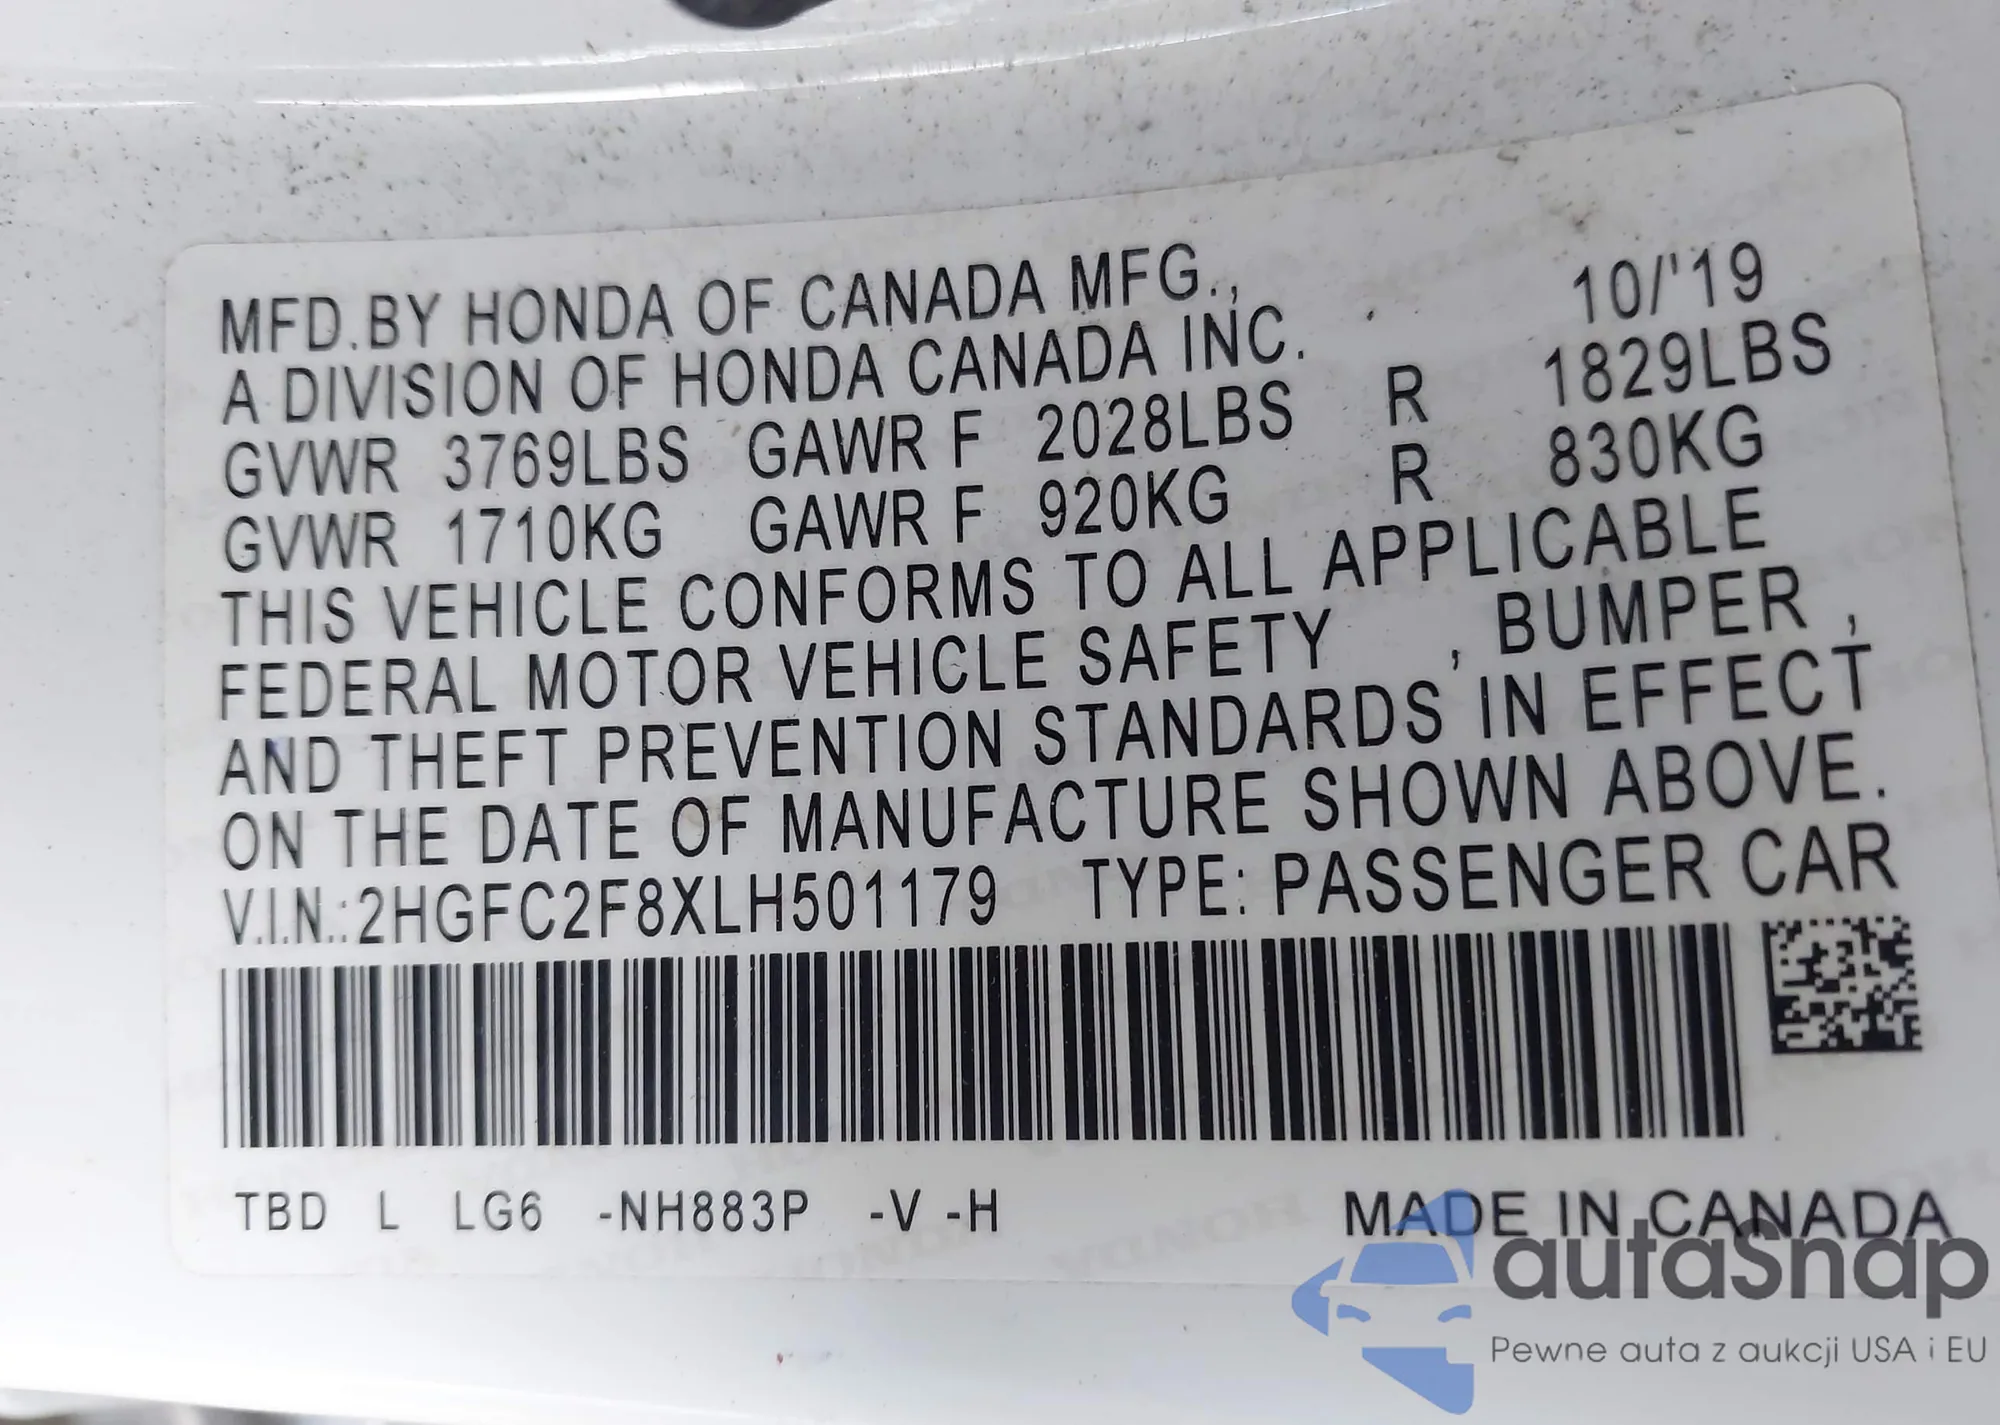 MFD.BY HONDA OF CANADA MFG., 10/'19
A DIVISION OF HONDA CANADA INC.
GVWR 3769LBS GAWR F 2028LBS R 1829LBS
GVWR 1710KG GAWR F 920KG R 830KG
THIS VEHICLE CONFORMS TO ALL APPLICABLE
FEDERAL MOTOR VEHICLE SAFETY , BUMPER ,
AND THEFT PREVENTION STANDARDS IN EFFECT
ON THE DATE OF MANUFACTURE SHOWN ABOVE.
V.I.N.:2HGFC2F8XLH501179 TYPE: PASSENGER CAR
TBD L LG6 -NH883P -V -H MADE IN CANADA
autaSnap
Pewne auta z aukcji USA i EU